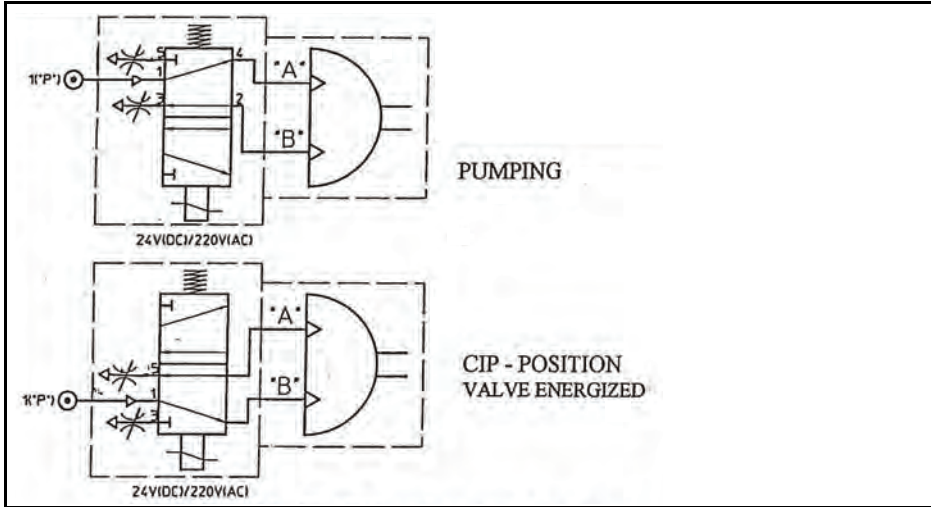 5
4
"A"
1("P")
1
3
2
"B"
PUMPING
24V(DC)/220V(AC)
"A"
5
CIP - POSITION
"B"
VALVE ENERGIZED
1("P")
1
3
24V(DC)/220V(AC)